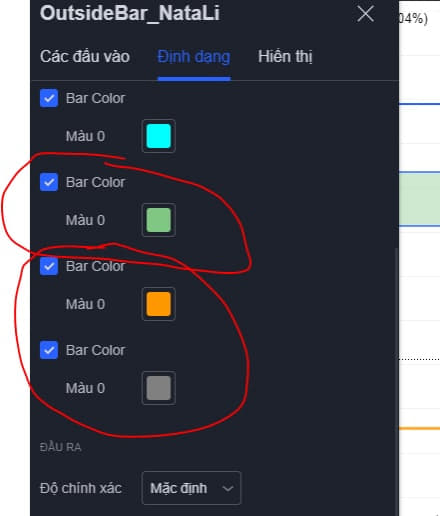 OutsideBar_NataLi
04%)
Các đầu vào Định dạng Hiển thị
Bar Color
Màu 0
Bar Color
Màu 0
Bar Color
Màu 0
Bar Color
Màu 0
ĐẦU RA
Độ chính xác Mặc định